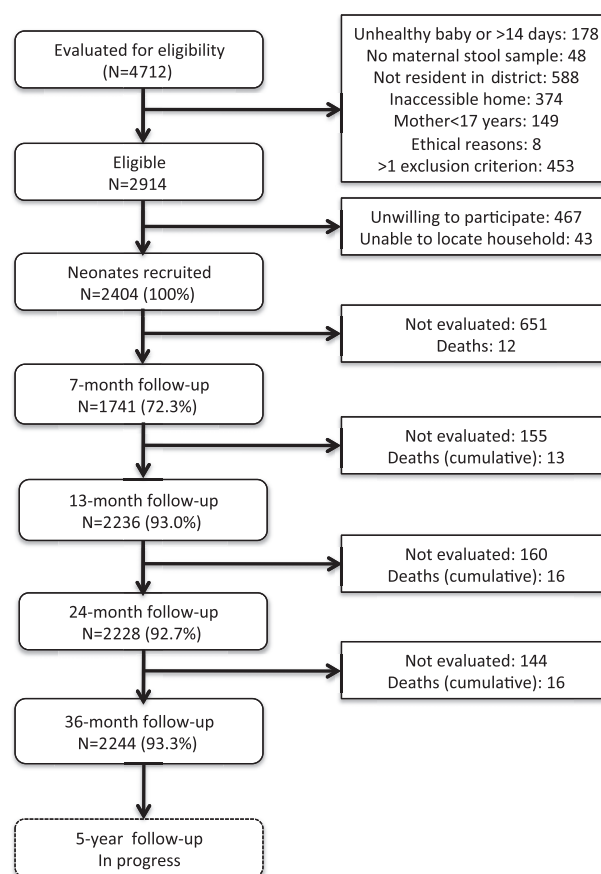 Evaluated for eligibility
(N=4712)
Unhealthy baby or >14 days: 178
No maternal stool sample: 48
Not resident in district: 588
Inaccessible home: 374
Mother<17 years: 149
Ethical reasons: 8
>1 exclusion criterion: 453
Eligible
N=2914
Unwilling to participate: 467
Unable to locate household: 43
Neonates recruited
N=2404 (100%)
Not evaluated: 651
Deaths: 12
7-month follow-up
N=1741 (72.3%)
Not evaluated: 155
Deaths (cumulative): 13
13-month follow-up
N=2236 (93.0%)
Not evaluated: 160
Deaths (cumulative): 16
24-month follow-up
N=2228 (92.7%)
Not evaluated: 144
Deaths (cumulative): 16
36-month follow-up
N=2244 (93.3%)
5-year follow-up
In progress